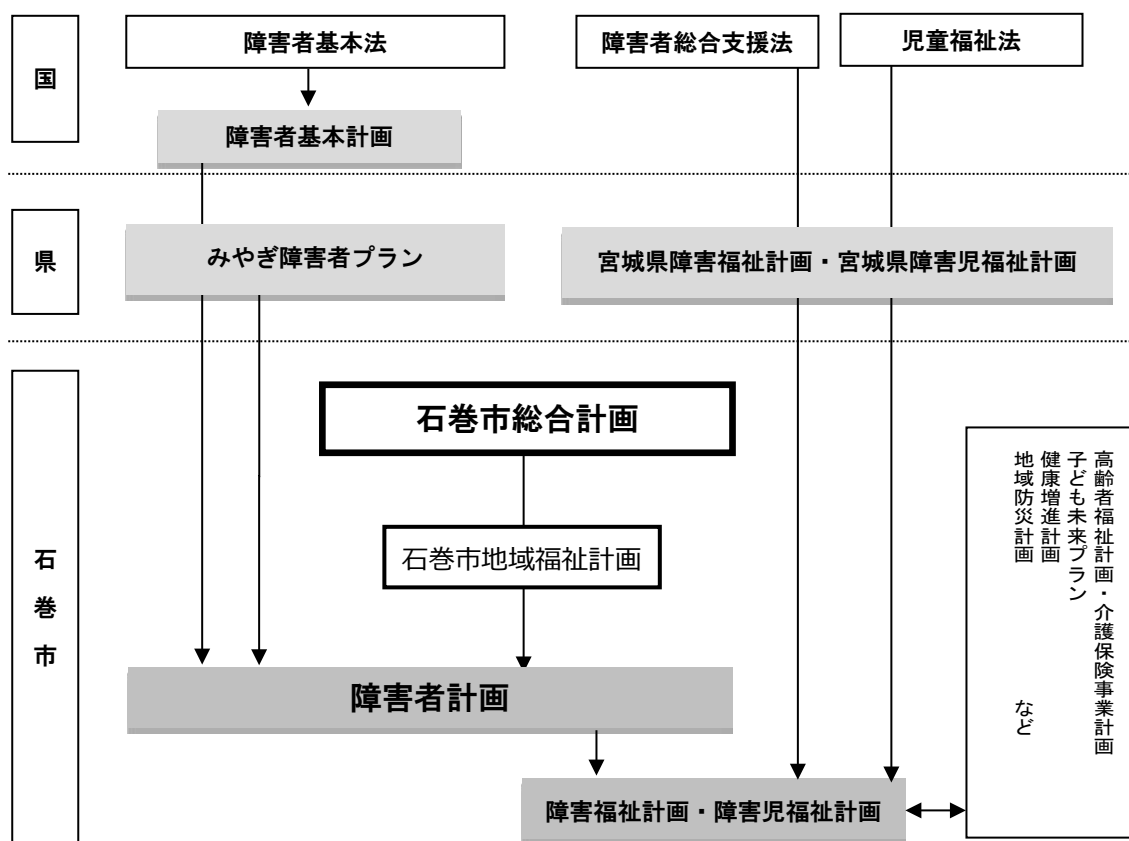 国
障害者基本法
障害者総合支援法
児童福祉法
障害者基本計画
県
みやぎ障害者プラン
宮城県障害福祉計画・宮城県障害児福祉計画
石巻市
石巻市総合計画
石巻市地域福祉計画
障害者計画
障害福祉計画・障害児福祉計画
高齢者福祉計画・介護保険事業計画
子ども未来プラン
健康増進計画
地域防災計画 など